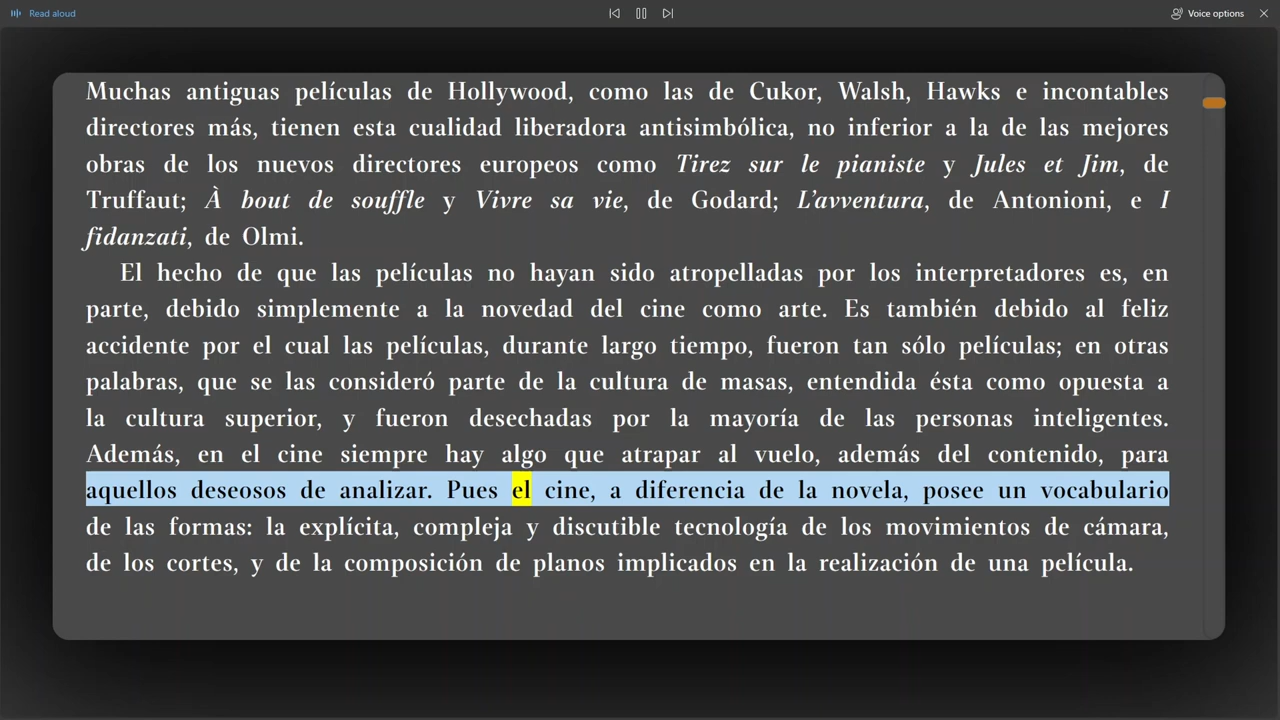 Read aloud
Voice options
Muchas antiguas películas de Hollywood, como las de Cukor, Walsh, Hawks e incontables
directores más, tienen esta cualidad liberadora antisimbólica, no inferior a la de las mejores
obras de los nuevos directores europeos como Tirez sur le pianiste y Jules et Jim, de
Truffaut; À bout de souffle y Vivre sa vie, de Godard; L’avventura, de Antonioni, e I
fidanzati, de Olmi.
El hecho de que las películas no hayan sido atropelladas por los interpretadores es, en
parte, debido simplemente a la novedad del cine como arte. Es también debido al feliz
accidente por el cual las películas, durante largo tiempo, fueron tan sólo películas; en otras
palabras, que se las consideró parte de la cultura de masas, entendida ésta como opuesta a
la cultura superior, y fueron desechadas por la mayoría de las personas inteligentes.
Además, en el cine siempre hay algo que atrapar al vuelo, además del contenido, para
aquellos deseosos de analizar. Pues el cine, a diferencia de la novela, posee un vocabulario
de las formas: la explícita, compleja y discutible tecnología de los movimientos de cámara,
de los cortes, y de la composición de planos implicados en la realización de una película.